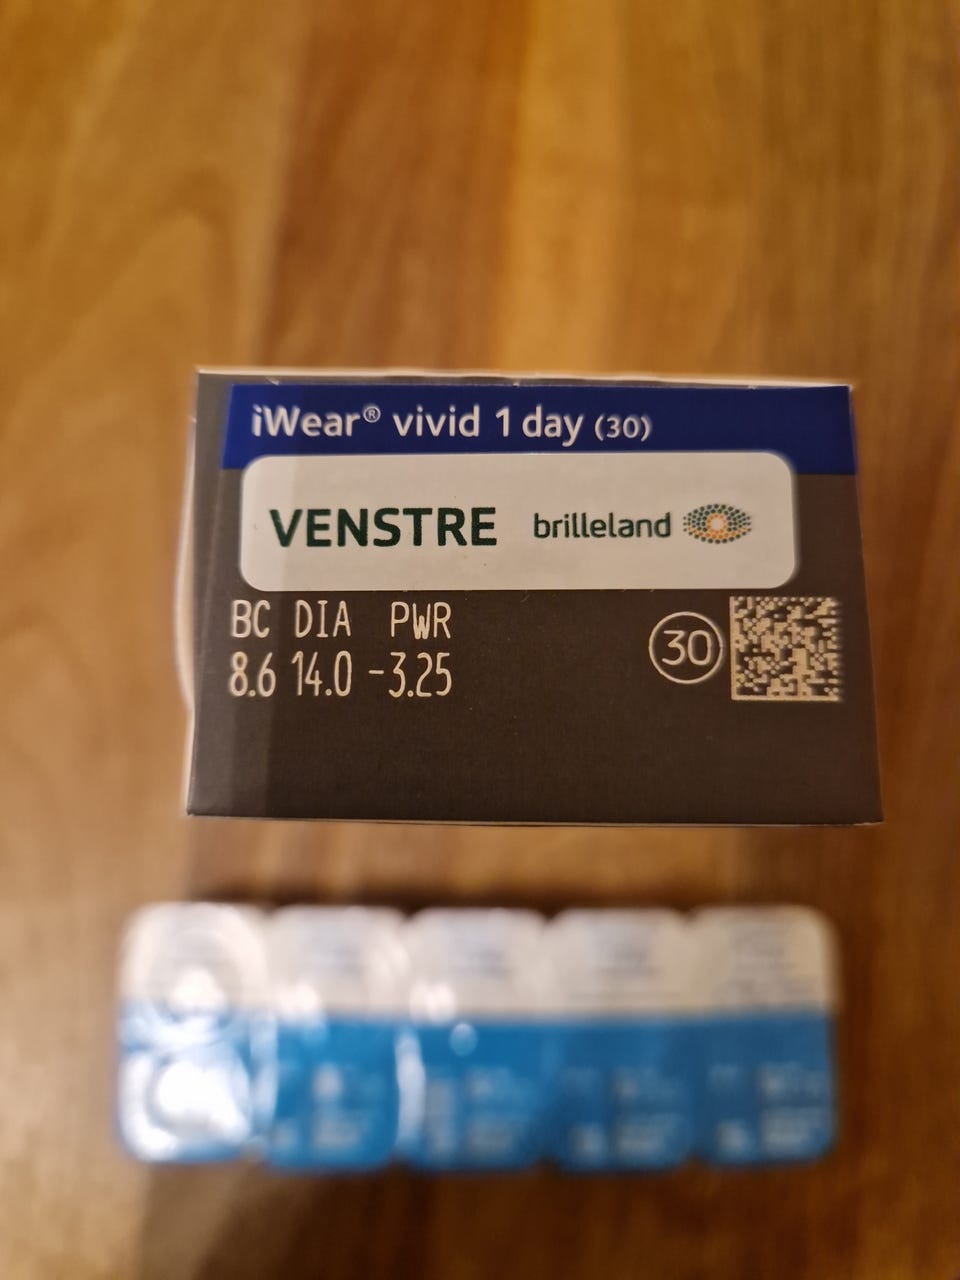 iWear® vivid 1 day (30)
VENSTRE brilleland
BC DIA PWR
8.6 14.0 -3.25
30